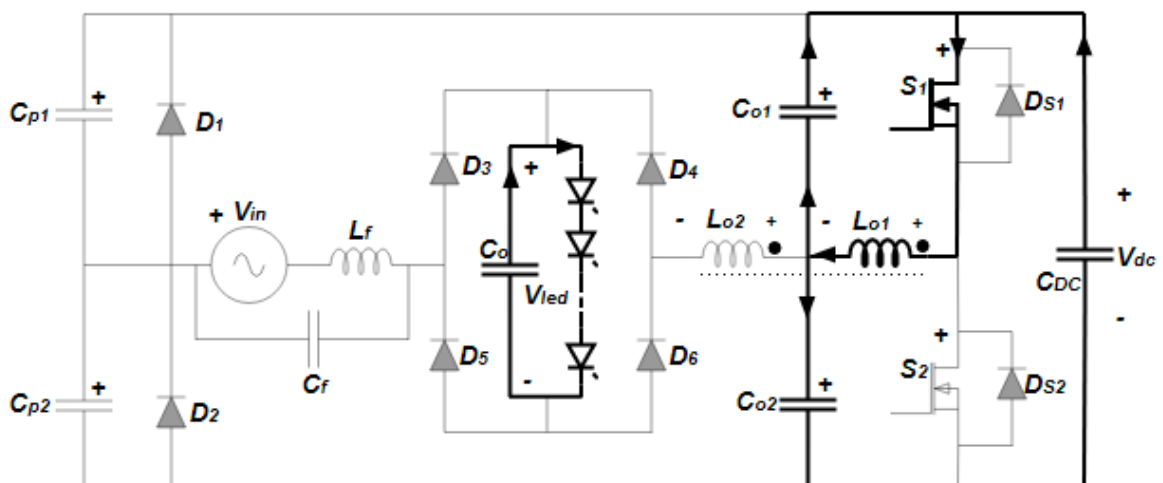 + S1 DS1
Cp1 + D1 Co1 +
D3 + D4
+ Vin Lf Co Vled - Lo2 + - Lo1 + CDC + Vdc -
Cf D5 - D6 + S2 DS2
Cp2 + D2 Co2 +